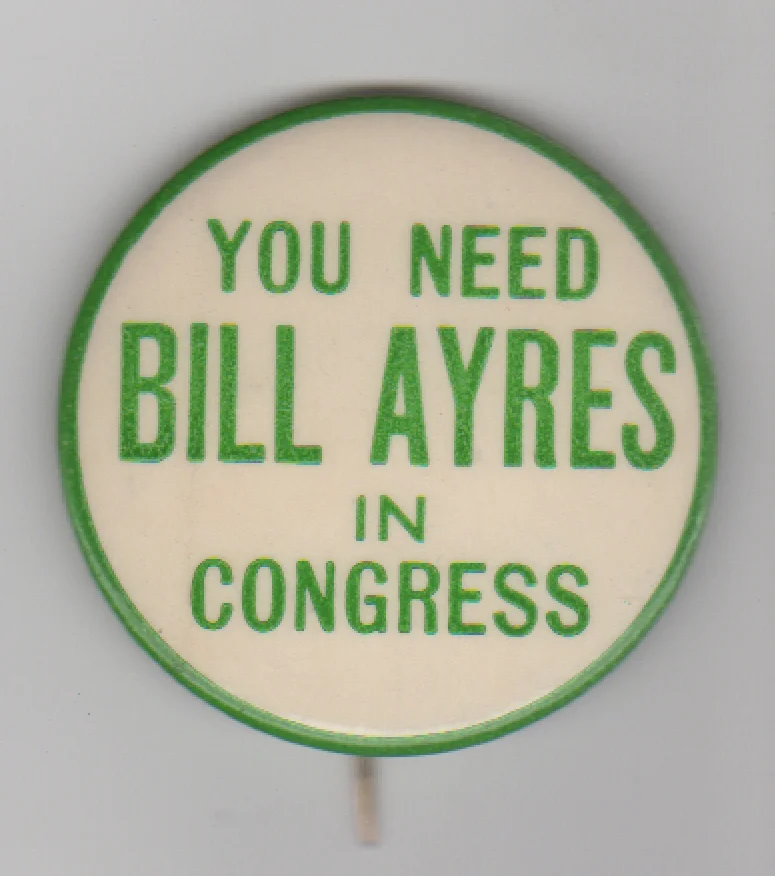 YOU NEED
BILL AYRES
IN
CONGRESS